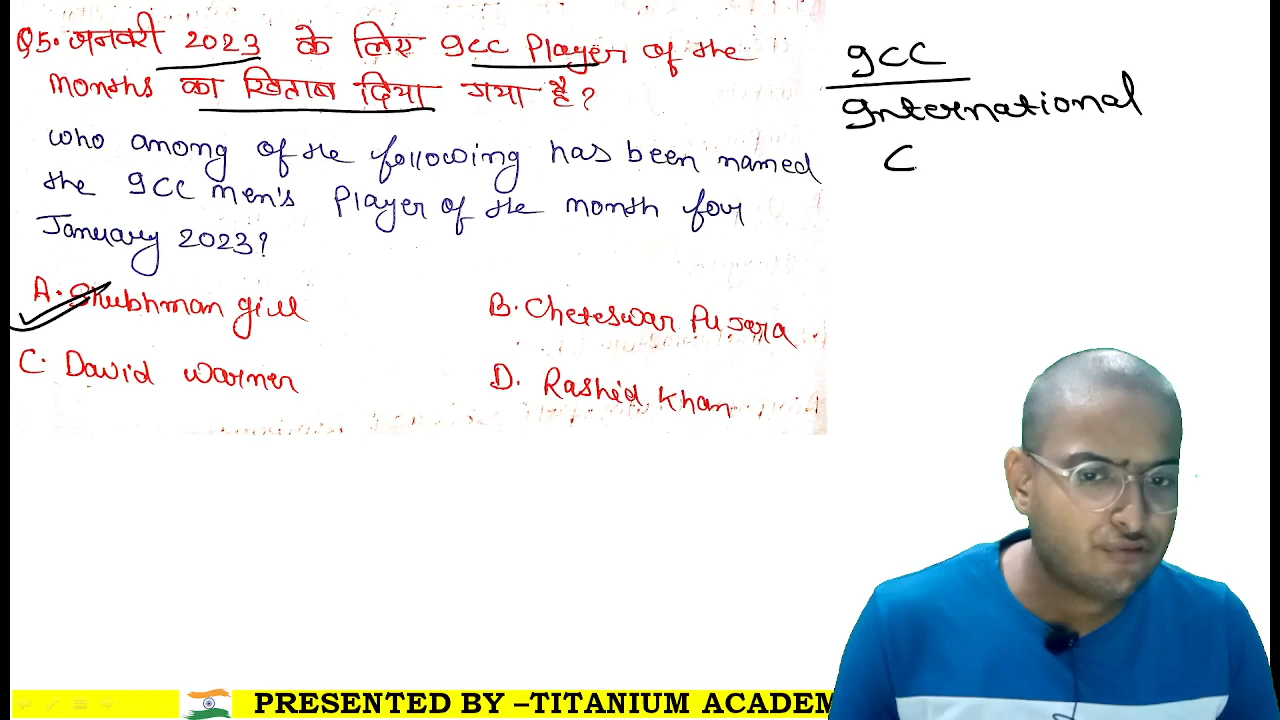 Q5. जनवरी 2023 के लिए ICC Player of the
Months का खिताब दिया गया है?
who among of the following has been named
the ICC men's Player of the month four
January 2023?
A. Shubhman gill
B. Cheteswar Pujara
C. David warner
D. Rashid Khan
ICC
International
C
PRESENTED BY –TITANIUM ACADEM